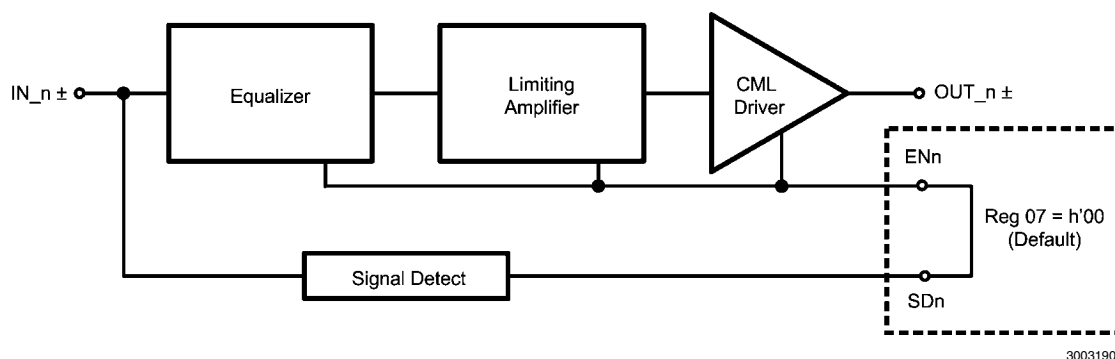 IN_n ±
Equalizer
Limiting
Amplifier
CML
Driver
OUT_n ±
ENn
Reg 07 = h'00
(Default)
Signal Detect
SDn
3003190